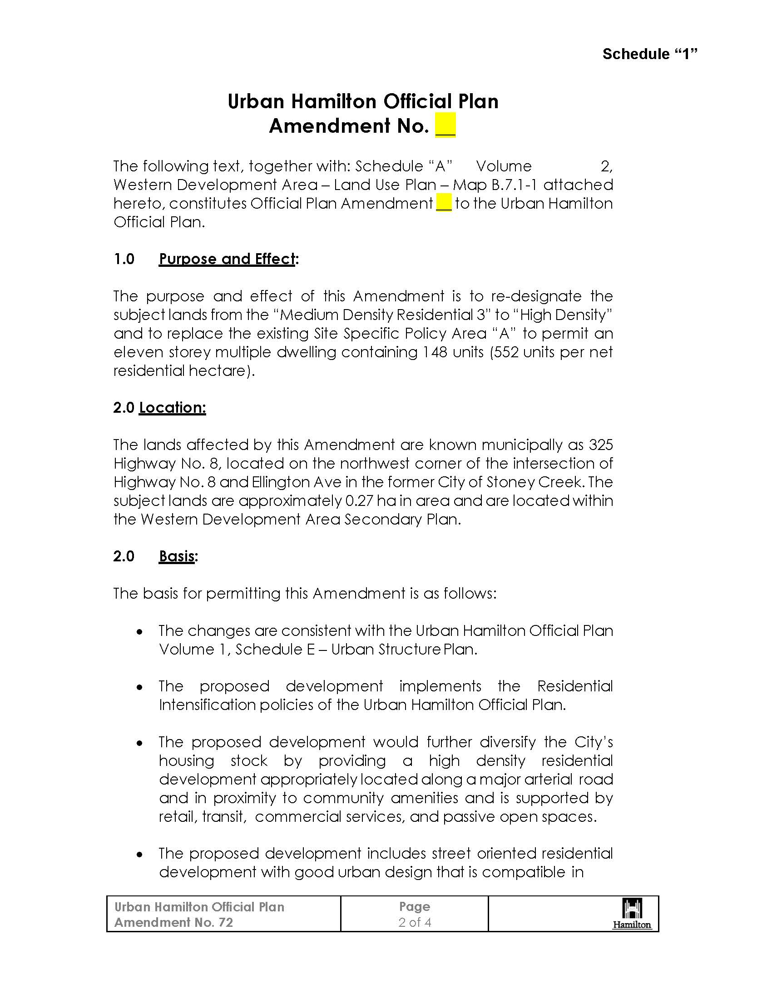 Schedule “1”
Urban Hamilton Official Plan
Amendment No. __
The following text, together with: Schedule “A” Volume 2,
Western Development Area – Land Use Plan – Map B.7.1-1 attached
hereto, constitutes Official Plan Amendment __ to the Urban Hamilton
Official Plan.
1.0 Purpose and Effect:
The purpose and effect of this Amendment is to re-designate the
subject lands from the “Medium Density Residential 3” to “High Density”
and to replace the existing Site Specific Policy Area “A” to permit an
eleven storey multiple dwelling containing 148 units (552 units per net
residential hectare).
2.0 Location:
The lands affected by this Amendment are known municipally as 325
Highway No. 8, located on the northwest corner of the intersection of
Highway No. 8 and Ellington Ave in the former City of Stoney Creek. The
subject lands are approximately 0.27 ha in area and are located within
the Western Development Area Secondary Plan.
2.0 Basis:
The basis for permitting this Amendment is as follows:
• The changes are consistent with the Urban Hamilton Official Plan
Volume 1, Schedule E – Urban Structure Plan.
• The proposed development implements the Residential
Intensification policies of the Urban Hamilton Official Plan.
• The proposed development would further diversify the City’s
housing stock by providing a high density residential
development appropriately located along a major arterial road
and in proximity to community amenities and is supported by
retail, transit, commercial services, and passive open spaces.
• The proposed development includes street oriented residential
development with good urban design that is compatible in
Urban Hamilton Official Plan
Amendment No. 72
Page
2 of 4
Hamilton